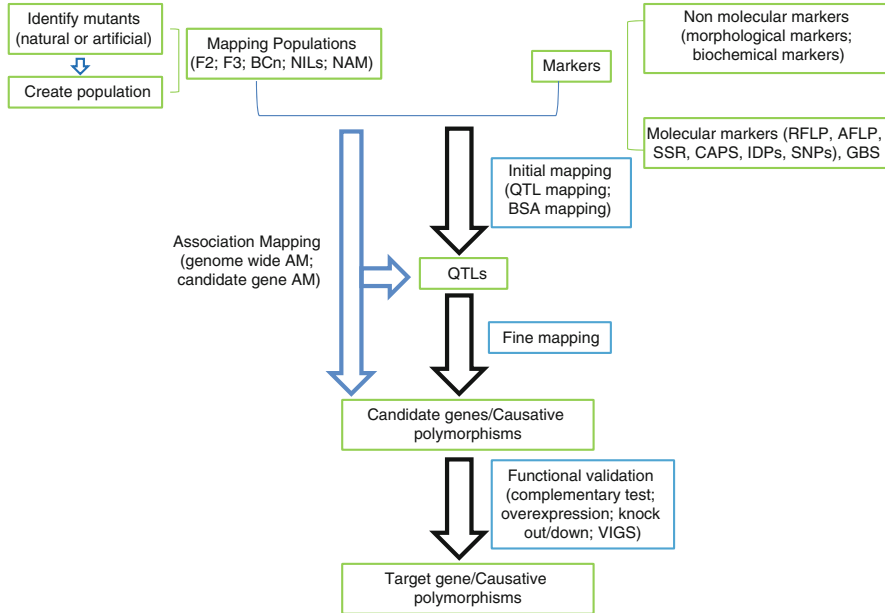 Identify mutants
(natural or artificial)
Create population
Mapping Populations
(F2; F3; BCn; NILs; NAM)
Markers
Non molecular markers
(morphological markers;
biochemical markers)
Molecular markers (RFLP, AFLP,
SSR, CAPS, IDPs, SNPs), GBS
Initial mapping
(QTL mapping;
BSA mapping)
Association Mapping
(genome wide AM;
candidate gene AM)
QTLs
Fine mapping
Candidate genes/Causative
polymorphisms
Functional validation
(complementary test;
overexpression; knock
out/down; VIGS)
Target gene/Causative
polymorphisms